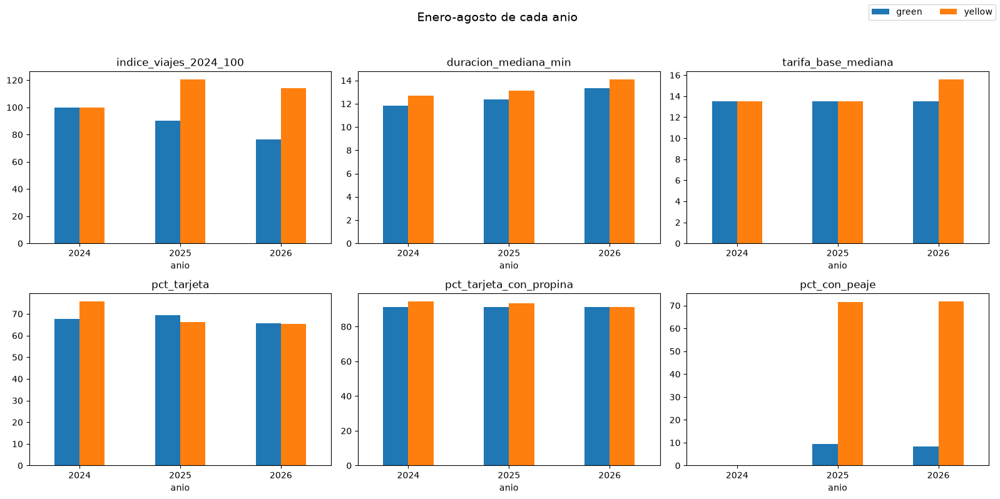 Enero-agosto de cada anio
green yellow
indice_viajes_2024_100
120
100
80
60
40
20
0
2024 2025 2026
anio
duracion_mediana_min
14
12
10
8
6
4
2
0
2024 2025 2026
anio
tarifa_base_mediana
16
14
12
10
8
6
4
2
0
2024 2025 2026
anio
pct_tarjeta
70
60
50
40
30
20
10
0
2024 2025 2026
anio
pct_tarjeta_con_propina
80
60
40
20
0
2024 2025 2026
anio
pct_con_peaje
70
60
50
40
30
20
10
0
2024 2025 2026
anio